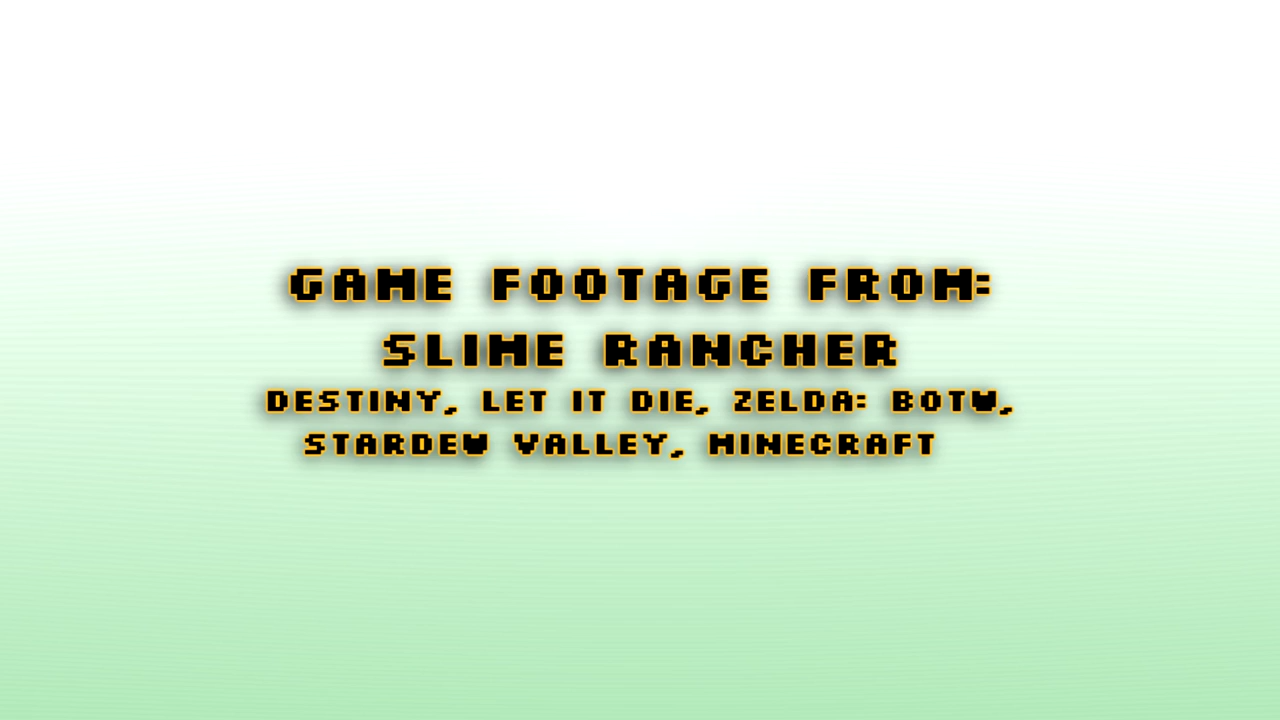 GAME FOOTAGE FROM:
SLIME RANCHER
DESTINY, LET IT DIE, ZELDA: BOTW,
STARDEW VALLEY, MINECRAFT